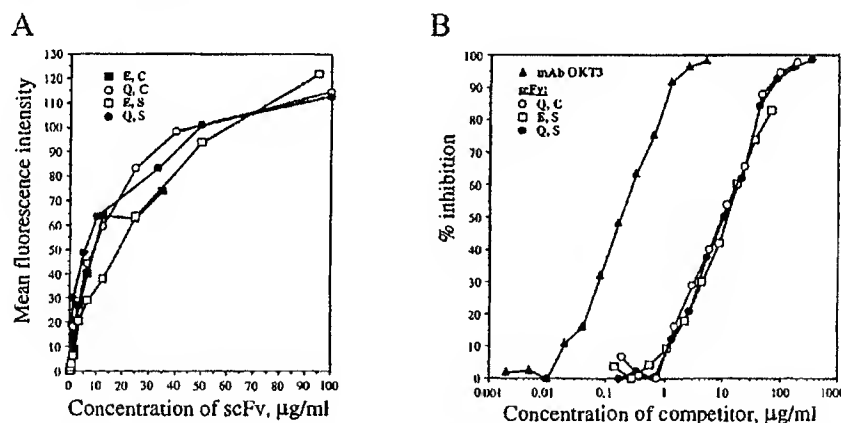 A
Mean fluorescence intensity
130
120
110
100
90
80
70
60
50
40
30
20
10
0
E, C
Q, C
E, S
Q, S
0 10 20 30 40 50 60 70 80 90 100
Concentration of scFv, µg/ml
B
% inhibition
100
90
80
70
60
50
40
30
20
10
0
mAb OKT3
scFv:
Q, C
E, S
Q, S
0.001 0.01 0.1 1 10 100 1000
Concentration of competitor, µg/ml